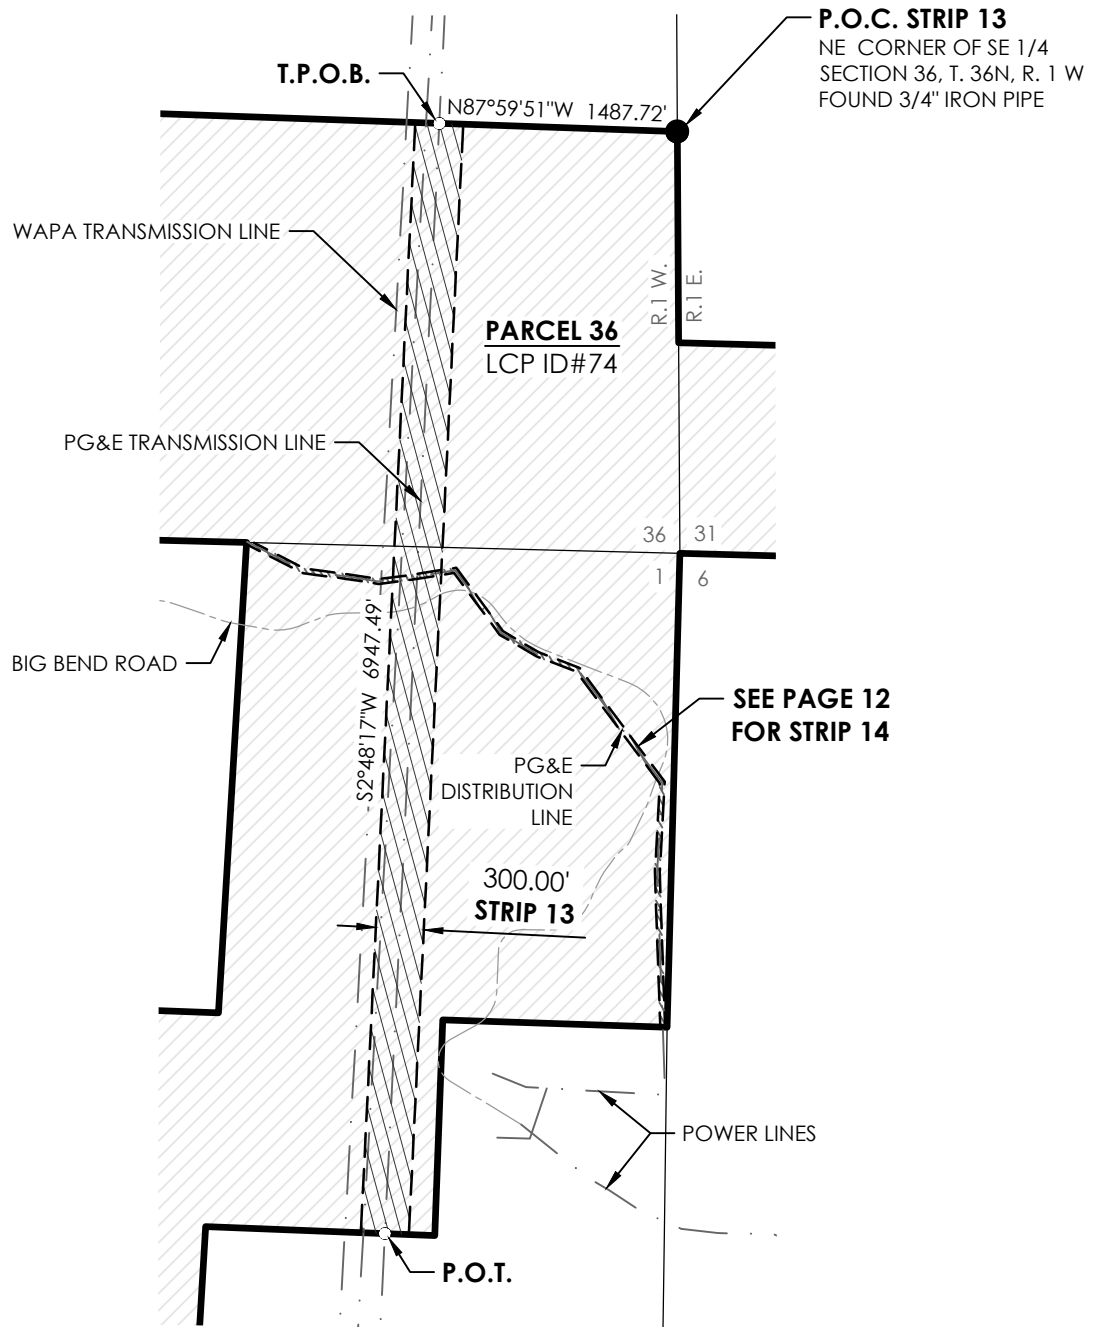 P.O.C. STRIP 13
NE CORNER OF SE 1/4
SECTION 36, T. 36N, R. 1 W
FOUND 3/4" IRON PIPE
T.P.O.B.
N87°59'51"W 1487.72'
WAPA TRANSMISSION LINE
R.1 W.
R.1 E.
PARCEL 36
LCP ID#74
PG&E TRANSMISSION LINE
36 31
1 6
S2°48'17"W 6947.49'
BIG BEND ROAD
SEE PAGE 12
FOR STRIP 14
PG&E
DISTRIBUTION
LINE
300.00'
STRIP 13
POWER LINES
P.O.T.